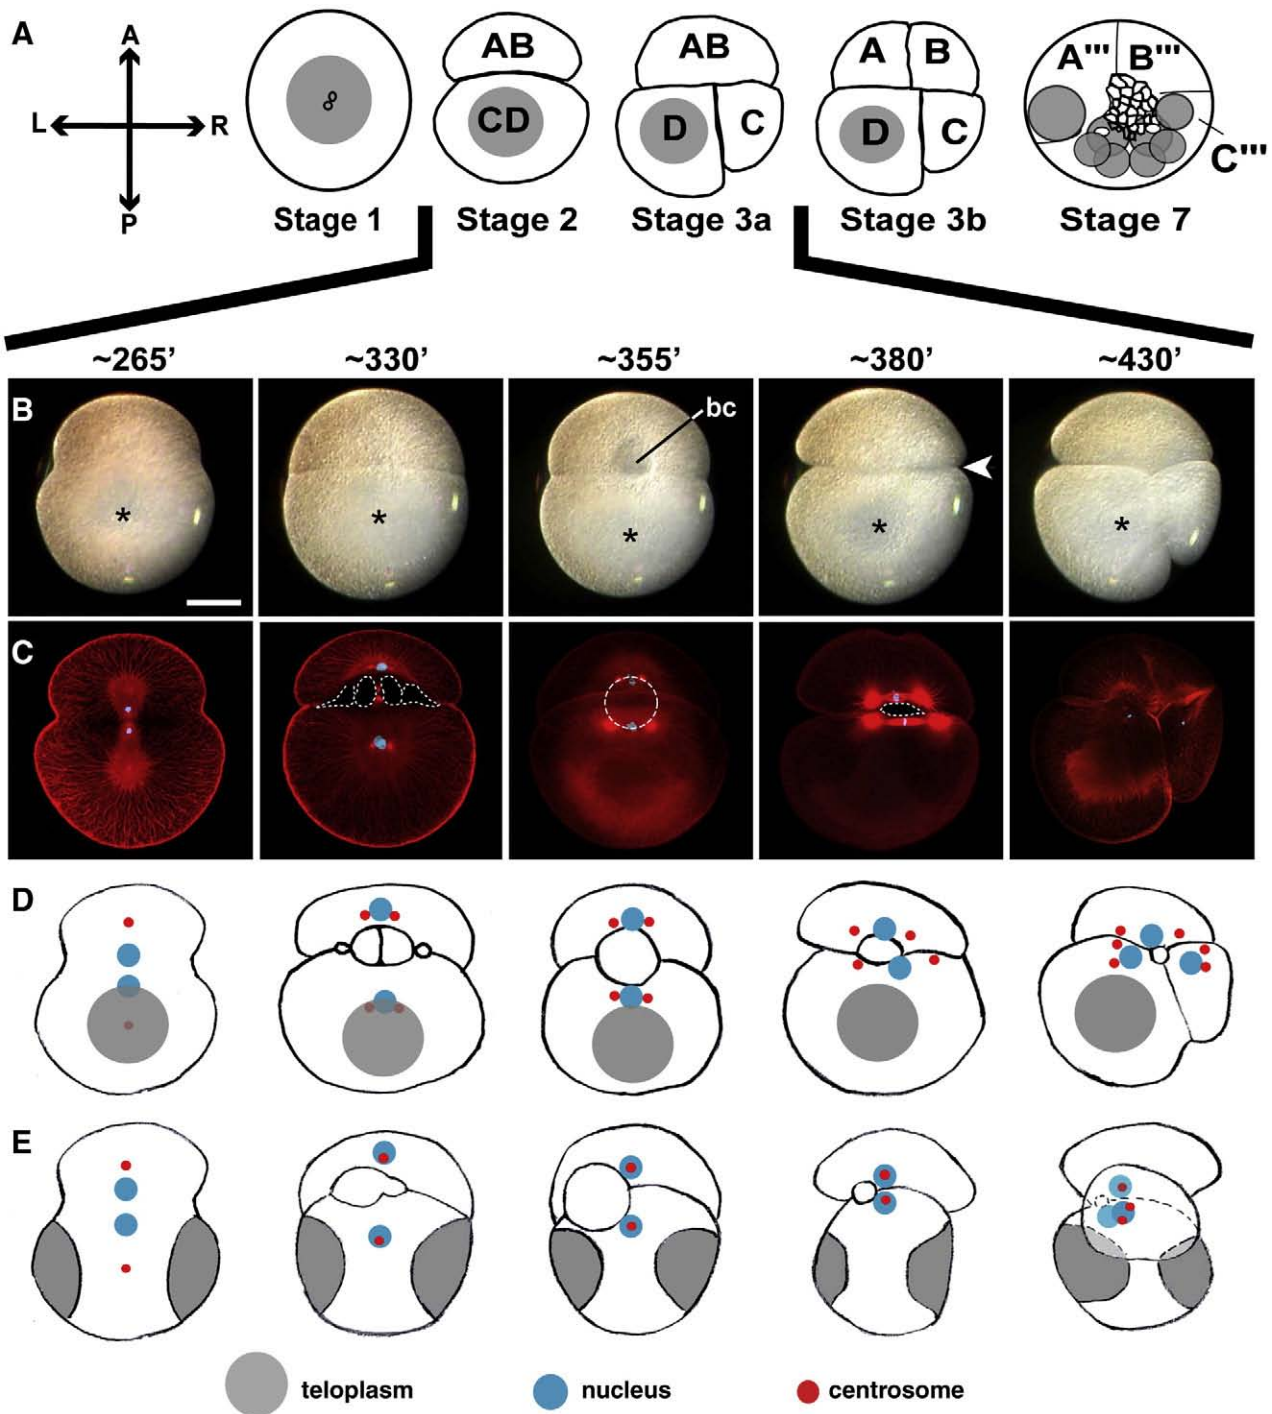 A
A
L R
P
AB
CD
AB
D C
A B
D C
A''' B'''
C'''
Stage 1 Stage 2 Stage 3a Stage 3b Stage 7
~265’ ~330’ ~355’ ~380’ ~430’
B
bc
* * * * *
C
D
E
teloplasm nucleus centrosome